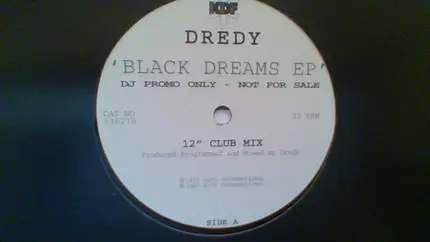 KDF
DREDY
'BLACK DREAMS EP'
DJ PROMO ONLY - NOT FOR SALE
CAT NO
33 RPM
12" CLUB MIX
Produced, Programmed and Mixed by Dredy
SIDE A